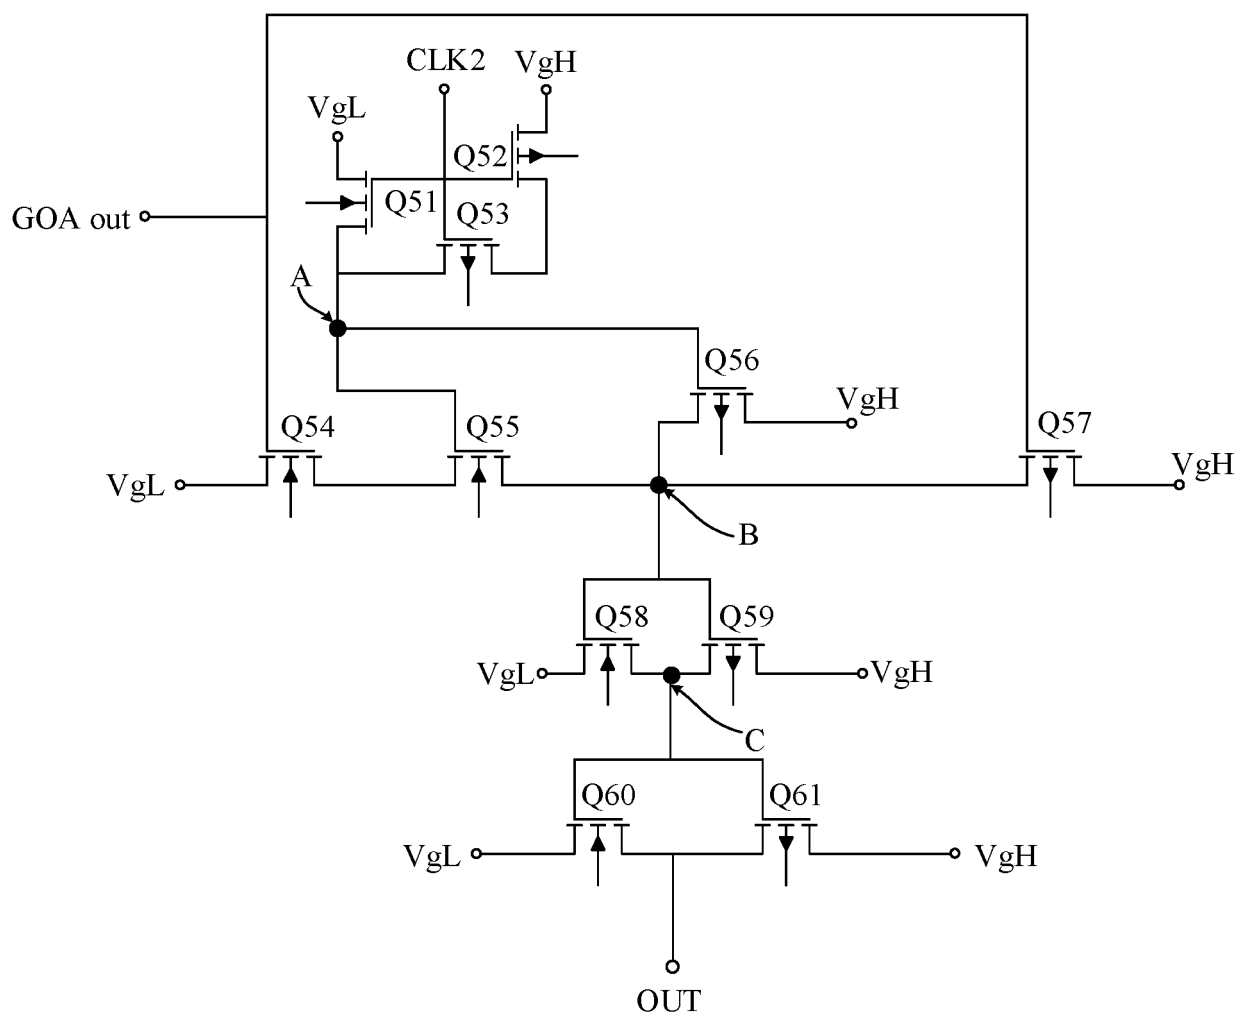 CLK2
VgH
VgL
Q52
Q51
Q53
GOA out
A
Q56
VgH
Q54
Q55
Q57
VgL
VgH
B
Q58
Q59
VgL
VgH
C
Q60
Q61
VgL
VgH
OUT